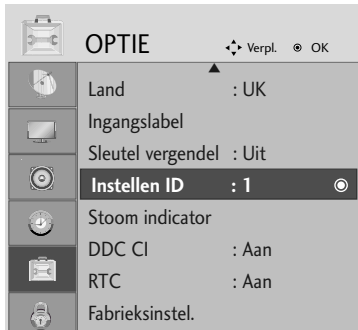 OPTIE Verpl. OK
Land : UK
Ingangslabel
Sleutel vergendel : Uit
Instellen ID : 1
Stoom indicator
DDC CI : Aan
RTC : Aan
Fabrieksinstel.